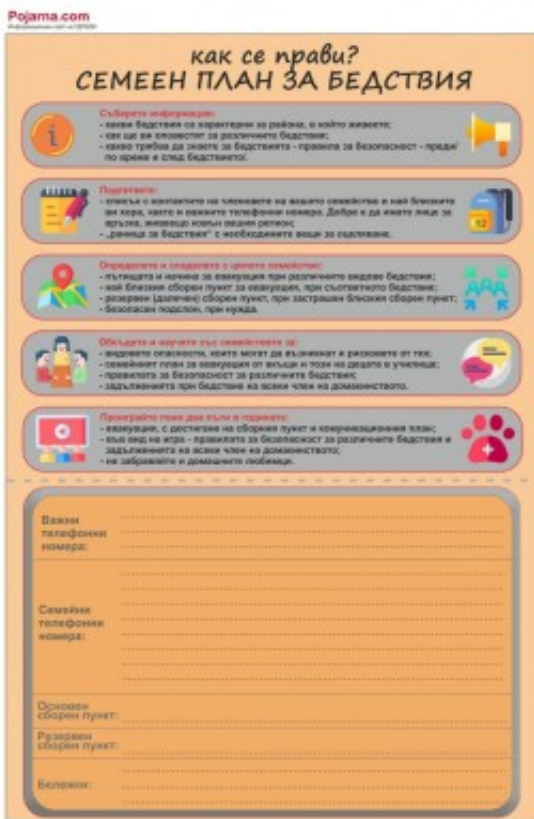 Pojarna.com
как се прави?
СЕМЕЕН ПЛАН ЗА БЕДСТВИЯ
Съберете информация:
- какви бедствия са характерни за района, в който живеете;
- как ще ви оповестят за различните бедствия;
- какво трябва да знаете за бедствията - правила за безопасност - преди/
по време и след бедствието!.
Подгответе:
- списък с контактите на членовете на вашето семейство и най близките
ви хора, както и важните телефонни номера. Добре е да имате лице за
връзка, живеещо извън вашия регион;
- „раница за бедствия“ с необходимите вещи за оцеляване.
Определете и споделете с цялото семейство:
- пътищата и начина за евакуация при различните видове бедствия;
- най близкия сборен пункт за евакуация, при съответното бедствие;
- резервен (далечен) сборен пункт, при застрашен близкия сборен пункт;
- безопасен подслон, при нужда.
Обсъдете и научете със семейството за:
- видовете опасности, които могат да възникнат и рисковете от тях;
- семейният план за евакуация от вкъщи и този на децата в училище;
- правилата за безопасност за различните бедствия;
- задълженията при бедствие на всеки член на домакинството.
Проиграйте поне два пъти в годината:
- евакуация, с достигане на сборния пункт и комуникационния план;
- във вид на игра - правилата за безопасност за различните бедствия и
задълженията на всеки член на домакинството;
- не забравяйте и домашните любимци.
Важни
телефонни
номера:
Семейни
телефонни
номера:
Основен
сборен пункт:
Резервен
сборен пункт:
Бележки: